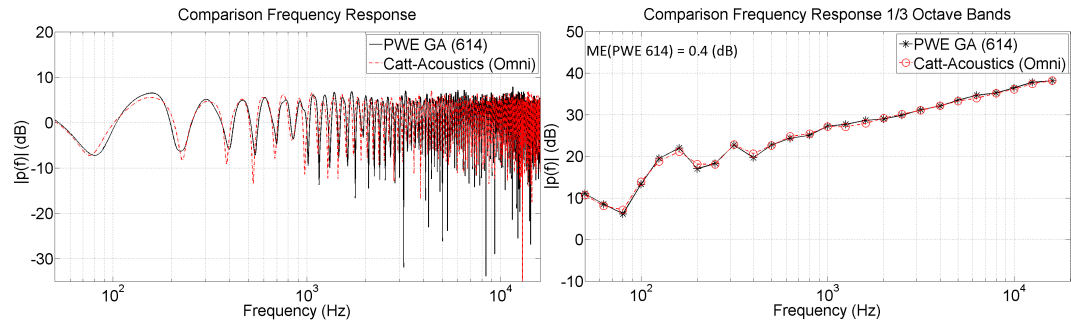 Comparison Frequency Response
20
10
0
-10
-20
-30
|p(f)| (dB)
PWE GA (614)
Catt-Acoustics (Omni)
10^2
10^3
10^4
Frequency (Hz)
Comparison Frequency Response 1/3 Octave Bands
50
40
30
20
10
0
-10
|p(f)| (dB)
ME(PWE 614) = 0.4 (dB)
PWE GA (614)
Catt-Acoustics (Omni)
10^2
10^3
10^4
Frequency (Hz)